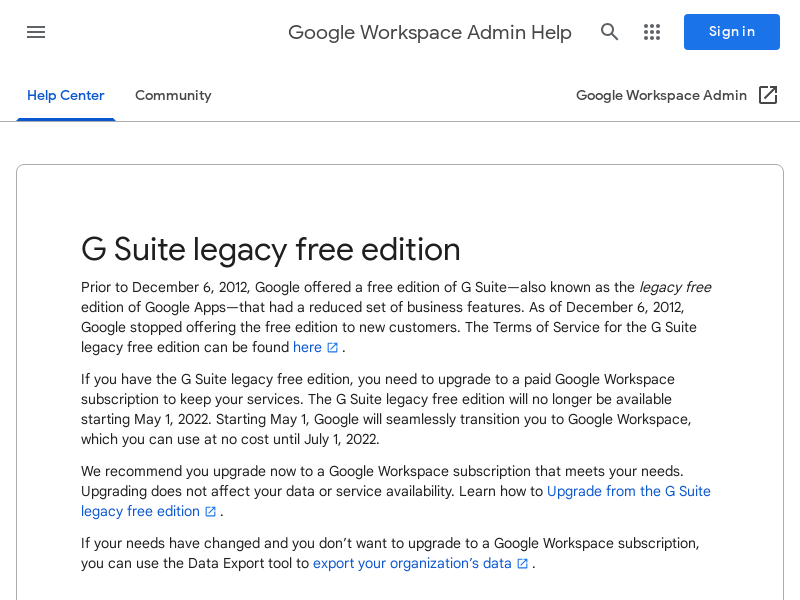 Google Workspace Admin Help
Sign in
Help Center
Community
Google Workspace Admin
G Suite legacy free edition
Prior to December 6, 2012, Google offered a free edition of G Suite—also known as the legacy free
edition of Google Apps—that had a reduced set of business features. As of December 6, 2012,
Google stopped offering the free edition to new customers. The Terms of Service for the G Suite
legacy free edition can be found here .
If you have the G Suite legacy free edition, you need to upgrade to a paid Google Workspace
subscription to keep your services. The G Suite legacy free edition will no longer be available
starting May 1, 2022. Starting May 1, Google will seamlessly transition you to Google Workspace,
which you can use at no cost until July 1, 2022.
We recommend you upgrade now to a Google Workspace subscription that meets your needs.
Upgrading does not affect your data or service availability. Learn how to Upgrade from the G Suite
legacy free edition .
If your needs have changed and you don’t want to upgrade to a Google Workspace subscription,
you can use the Data Export tool to export your organization’s data .